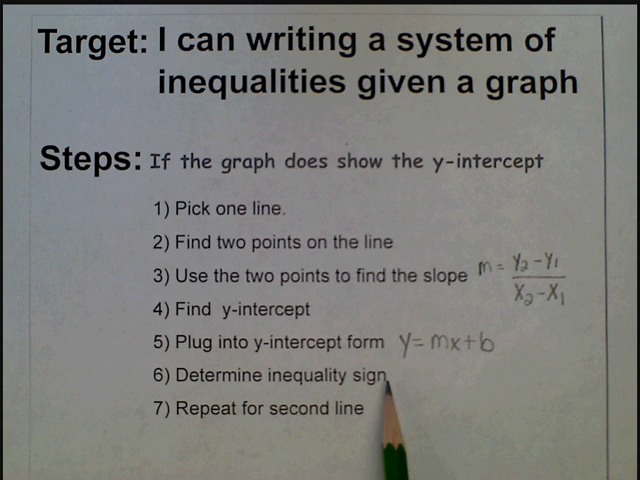 Target: I can writing a system of
inequalities given a graph
Steps: If the graph does show the y-intercept
1) Pick one line.
2) Find two points on the line
3) Use the two points to find the slope m = y₂-y₁/x₂-x₁
4) Find y-intercept
5) Plug into y-intercept form y=mx+b
6) Determine inequality sign
7) Repeat for second line